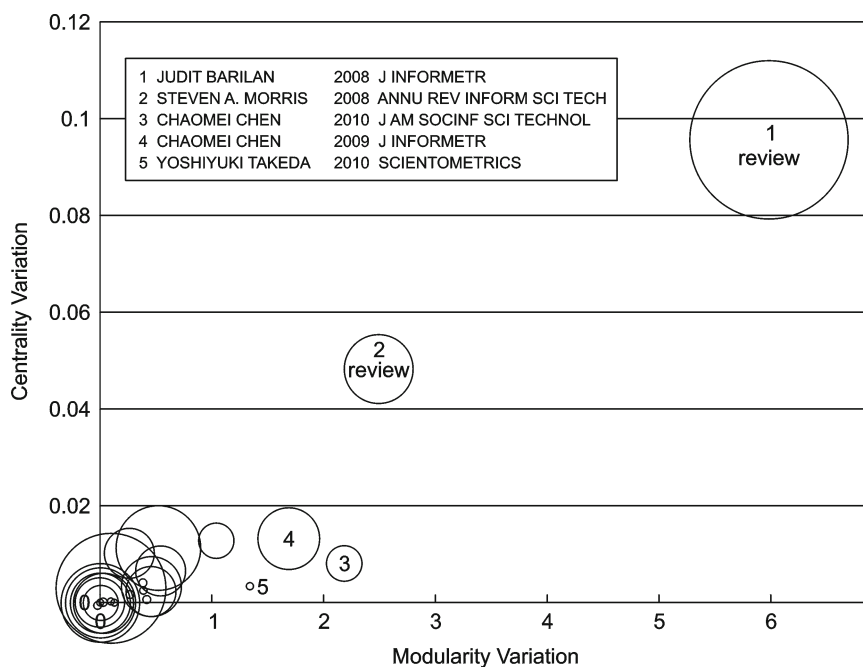 0.12
1 JUDIT BARILAN 2008 J INFORMETR
2 STEVEN A. MORRIS 2008 ANNU REV INFORM SCI TECH
3 CHAOMEI CHEN 2010 J AM SOCINF SCI TECHNOL
4 CHAOMEI CHEN 2009 J INFORMETR
5 YOSHIYUKI TAKEDA 2010 SCIENTOMETRICS
0.1
1
review
0.08
Centrality Variation
0.06
2
review
0.04
0.02
4
3
5
0
0
1 2 3 4 5 6
Modularity Variation